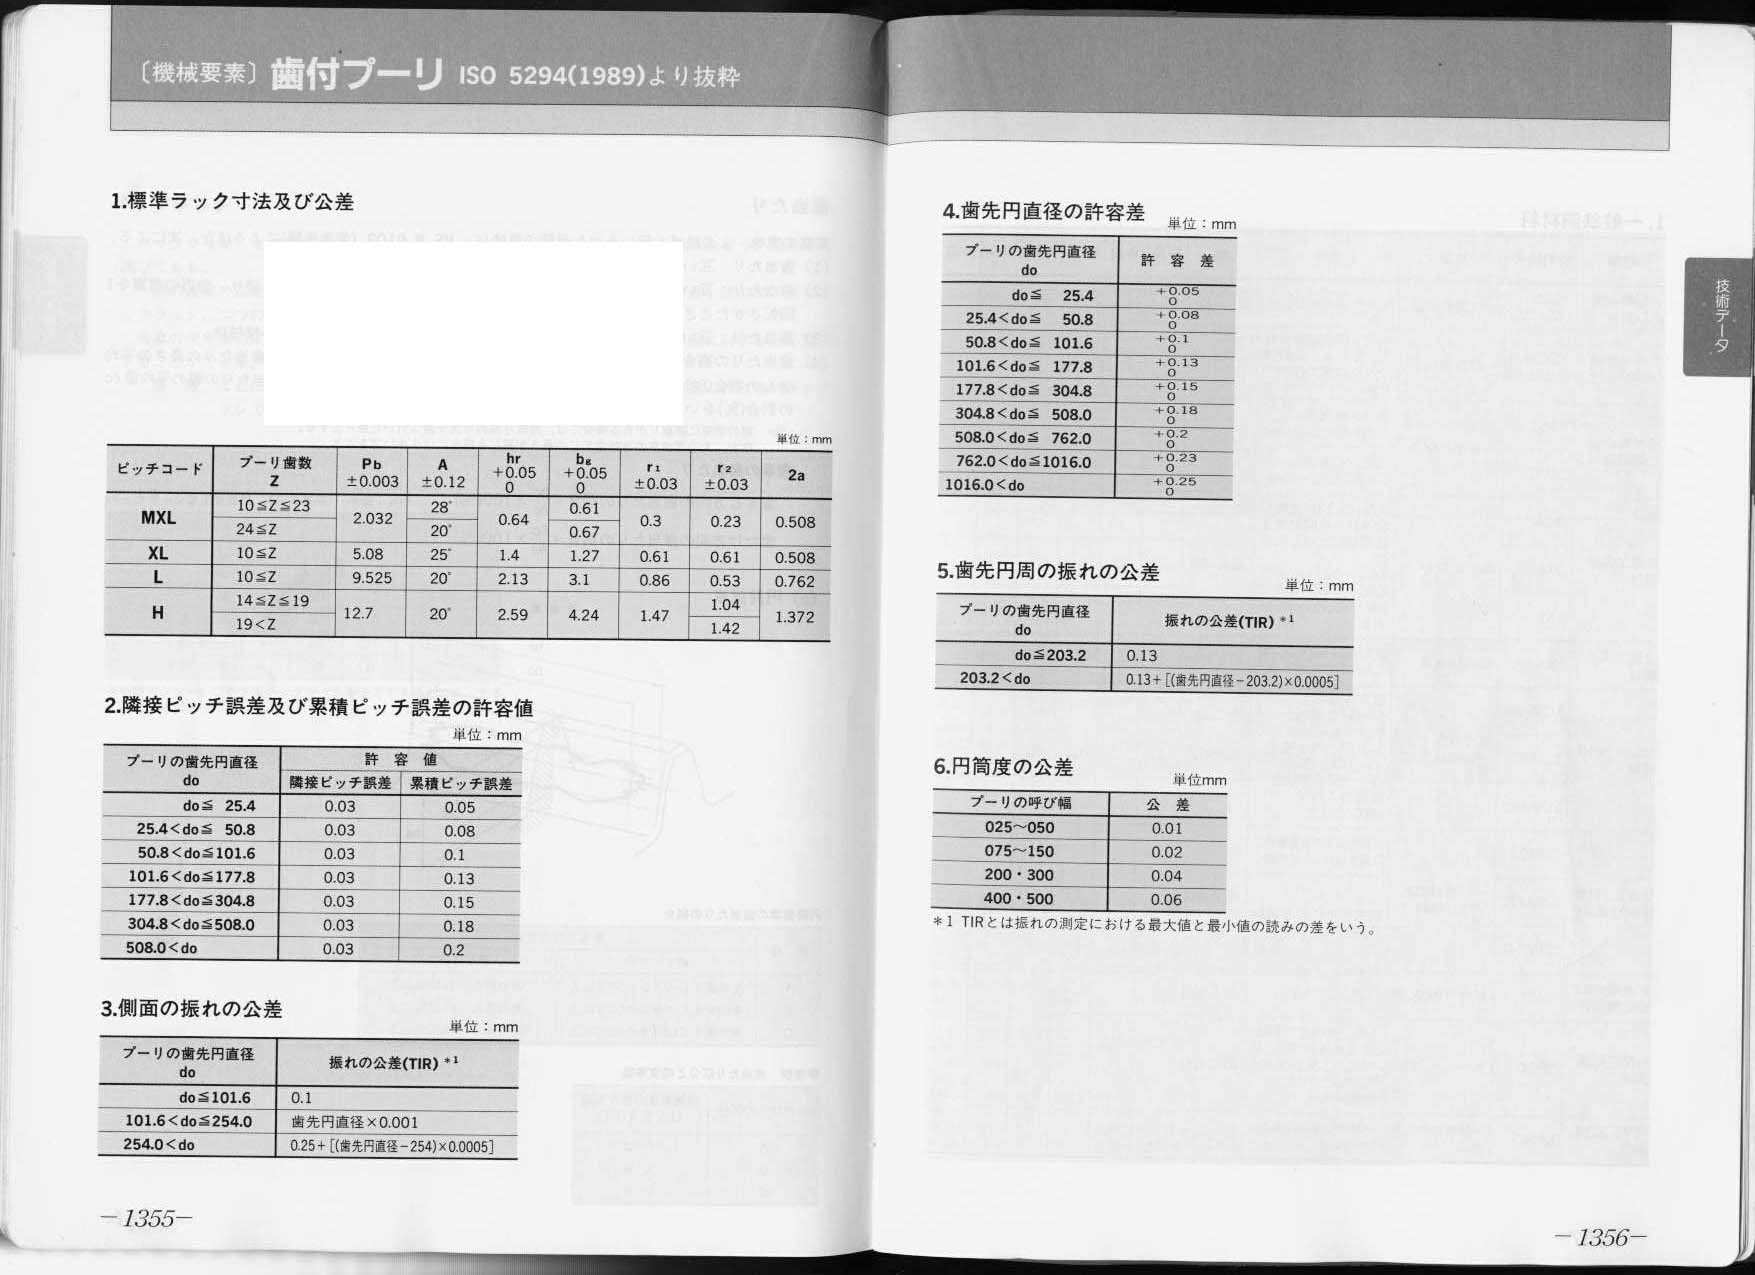 〔機械要素〕歯付プーリ ISO 5294(1989)より抜粋
1.標準ラック寸法及び公差
単位：mm
ピッチコード プーリ歯数 Z Pb ±0.003 A ±0.12 hr +0.05 0 bg +0.05 0 r1 ±0.03 r2 ±0.03 2a
MXL 10≦Z≦23 2.032 28° 0.64 0.61 0.3 0.23 0.508
24≦Z 20° 0.67
XL 10≦Z 5.08 25° 1.4 1.27 0.61 0.61 0.508
L 10≦Z 9.525 20° 2.13 3.1 0.86 0.53 0.762
H 14≦Z≦19 12.7 20° 2.59 4.24 1.47 1.04 1.372
19<Z 1.42
2.隣接ピッチ誤差及び累積ピッチ誤差の許容値
単位：mm
プーリの歯先円直径 do 許容値
隣接ピッチ誤差 累積ピッチ誤差
do≦ 25.4 0.03 0.05
25.4<do≦ 50.8 0.03 0.08
50.8<do≦101.6 0.03 0.1
101.6<do≦177.8 0.03 0.13
177.8<do≦304.8 0.03 0.15
304.8<do≦508.0 0.03 0.18
508.0<do 0.03 0.2
3.側面の振れの公差
単位：mm
プーリの歯先円直径 do 振れの公差(TIR) *1
do≦101.6 0.1
101.6<do≦254.0 歯先円直径×0.001
254.0<do 0.25+[(歯先円直径−254)×0.0005]
−1355−
4.歯先円直径の許容差
単位：mm
プーリの歯先円直径 do 許容差
do≦ 25.4 +0.05 0
25.4<do≦ 50.8 +0.08 0
50.8<do≦ 101.6 +0.1 0
101.6<do≦ 177.8 +0.13 0
177.8<do≦ 304.8 +0.15 0
304.8<do≦ 508.0 +0.18 0
508.0<do≦ 762.0 +0.2 0
762.0<do≦1016.0 +0.23 0
1016.0<do +0.25 0
5.歯先円周の振れの公差
単位：mm
プーリの歯先円直径 do 振れの公差(TIR) *1
do≦203.2 0.13
203.2<do 0.13+[(歯先円直径−203.2)×0.0005]
6.円筒度の公差
単位mm
プーリの呼び幅 公差
025〜050 0.01
075〜150 0.02
200・300 0.04
400・500 0.06
*1 TIRとは振れの測定における最大値と最小値の読みの差をいう。
技術データ
−1356−